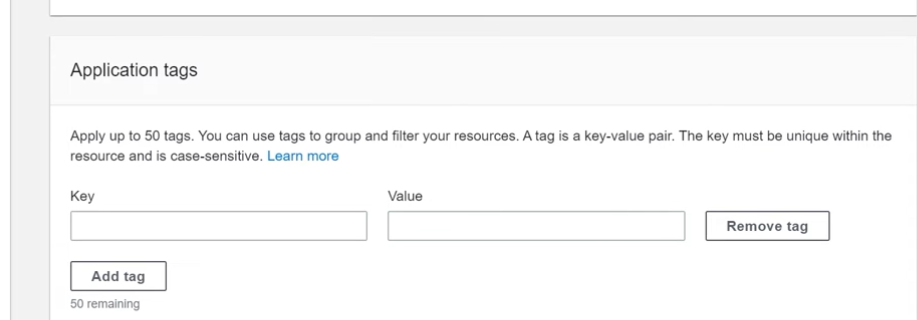 Application tags
Apply up to 50 tags. You can use tags to group and filter your resources. A tag is a key-value pair. The key must be unique within the
resource and is case-sensitive. Learn more
Key Value
Remove tag
Add tag
50 remaining